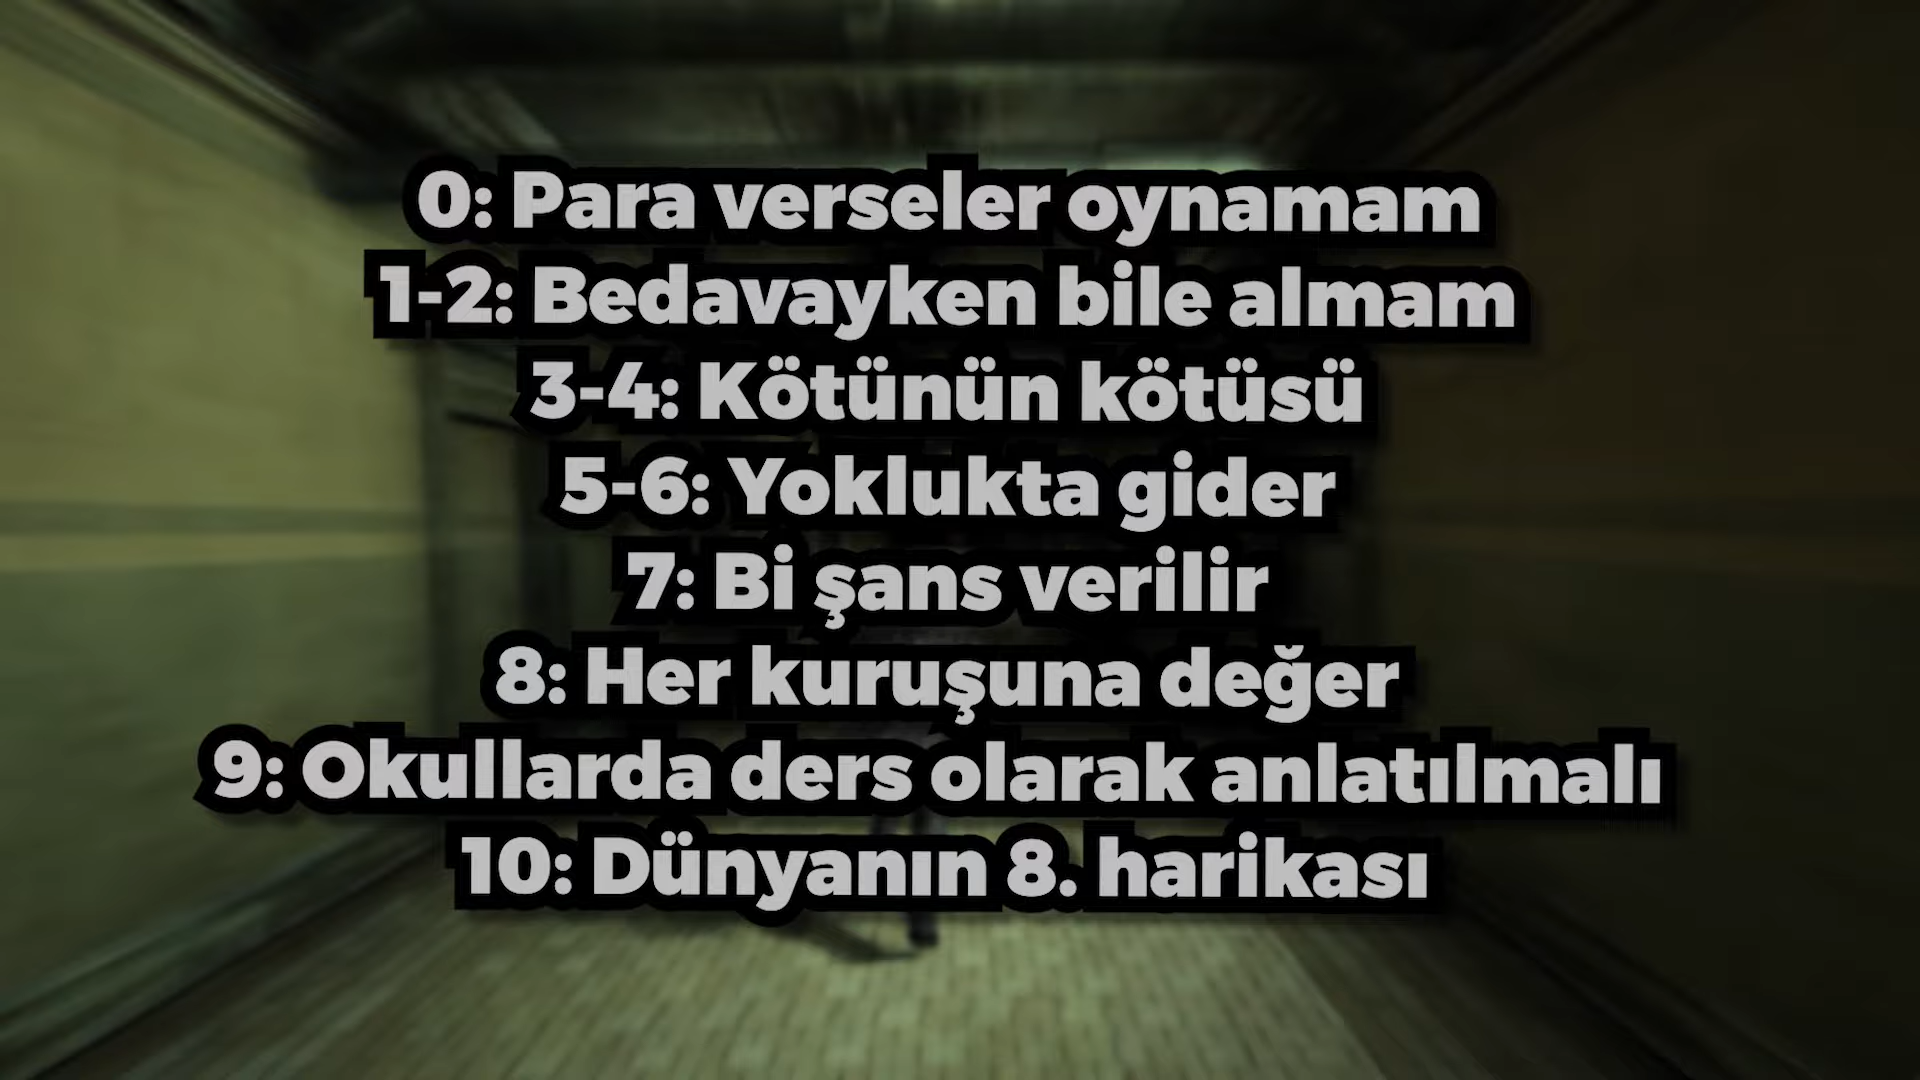 0: Para verseler oynamam
1-2: Bedavayken bile almam
3-4: Kötünün kötüsü
5-6: Yoklukta gider
7: Bi şans verilir
8: Her kuruşuna değer
9: Okullarda ders olarak anlatılmalı
10: Dünyanın 8. harikası